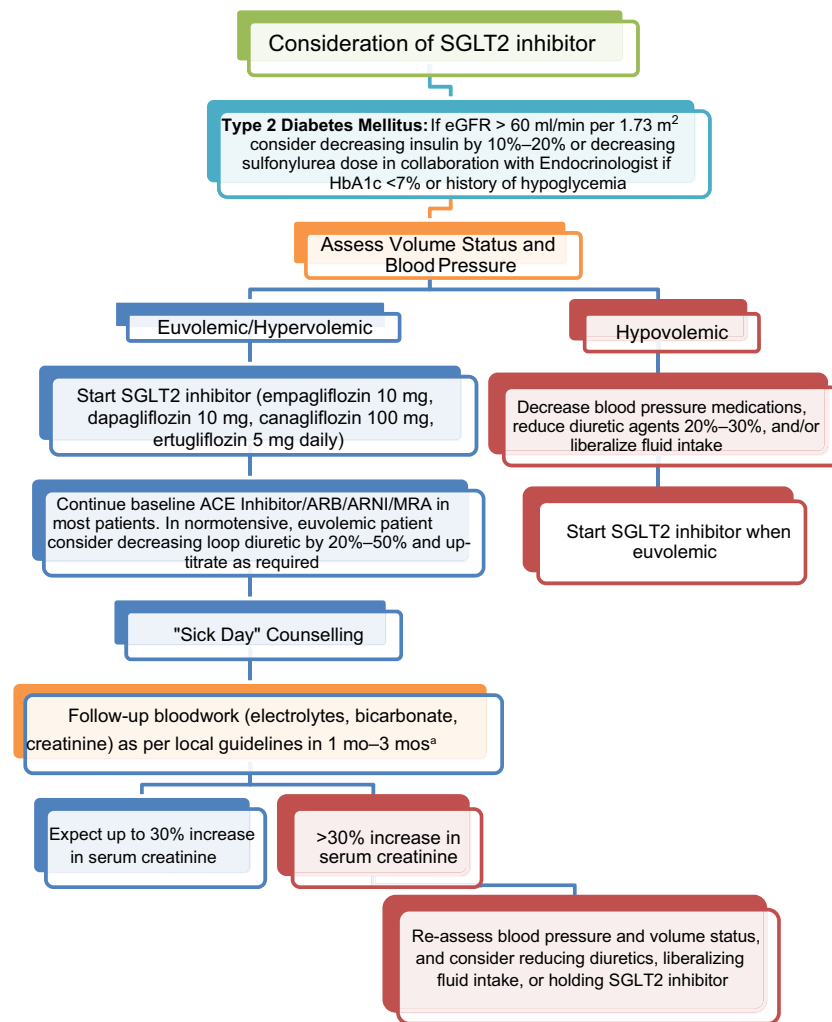 Consideration of SGLT2 inhibitor
Type 2 Diabetes Mellitus: If eGFR > 60 ml/min per 1.73 m²
consider decreasing insulin by 10%–20% or decreasing
sulfonylurea dose in collaboration with Endocrinologist if
HbA1c <7% or history of hypoglycemia
Assess Volume Status and
Blood Pressure
Euvolemic/Hypervolemic
Hypovolemic
Start SGLT2 inhibitor (empagliflozin 10 mg,
dapagliflozin 10 mg, canagliflozin 100 mg,
ertugliflozin 5 mg daily)
Decrease blood pressure medications,
reduce diuretic agents 20%–30%, and/or
liberalize fluid intake
Continue baseline ACE Inhibitor/ARB/ARNI/MRA in
most patients. In normotensive, euvolemic patient
consider decreasing loop diuretic by 20%–50% and up-
titrate as required
Start SGLT2 inhibitor when
euvolemic
"Sick Day" Counselling
Follow-up bloodwork (electrolytes, bicarbonate,
creatinine) as per local guidelines in 1 mo–3 mosᵃ
Expect up to 30% increase
in serum creatinine
>30% increase in
serum creatinine
Re-assess blood pressure and volume status,
and consider reducing diuretics, liberalizing
fluid intake, or holding SGLT2 inhibitor